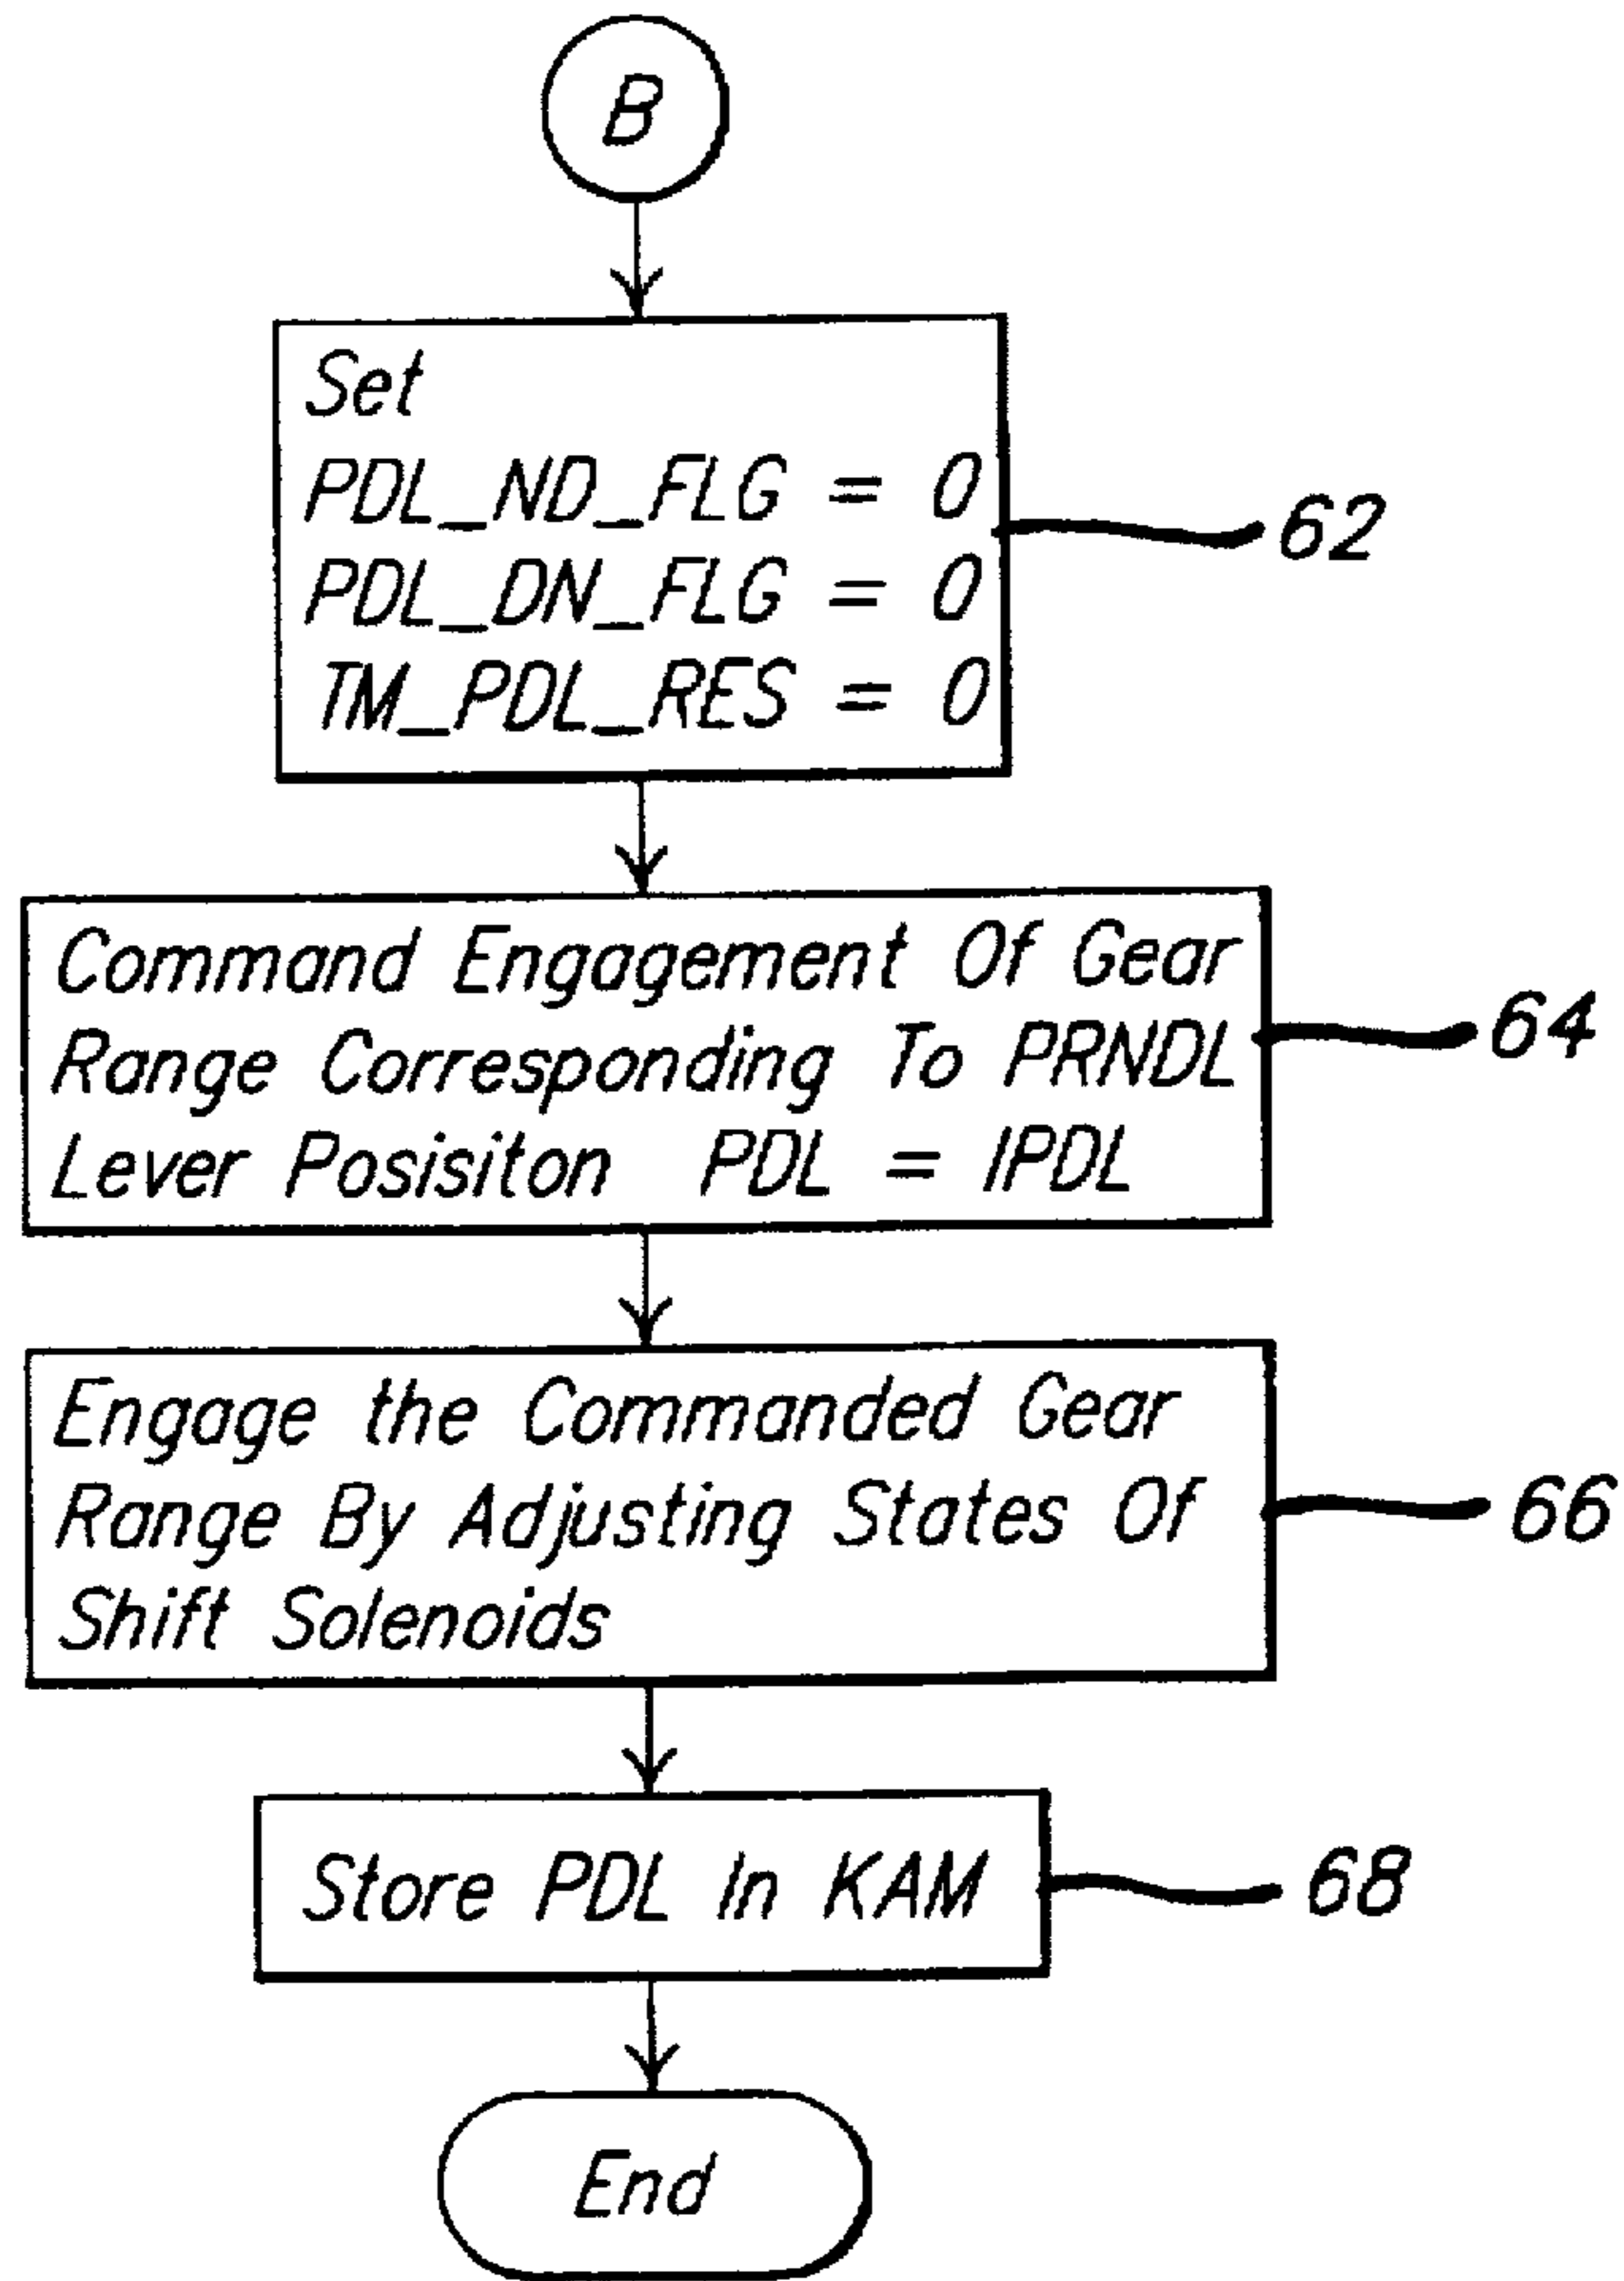 B
Set
PDL_ND_FLG = 0
PDL_DN_FLG = 0
TM_PDL_RES = 0
62
Command Engagement Of Gear
Range Corresponding To PRNDL
Lever Posisiton PDL = IPDL
64
Engage the Commanded Gear
Range By Adjusting States Of
Shift Solenoids
66
Store PDL In KAM
68
End